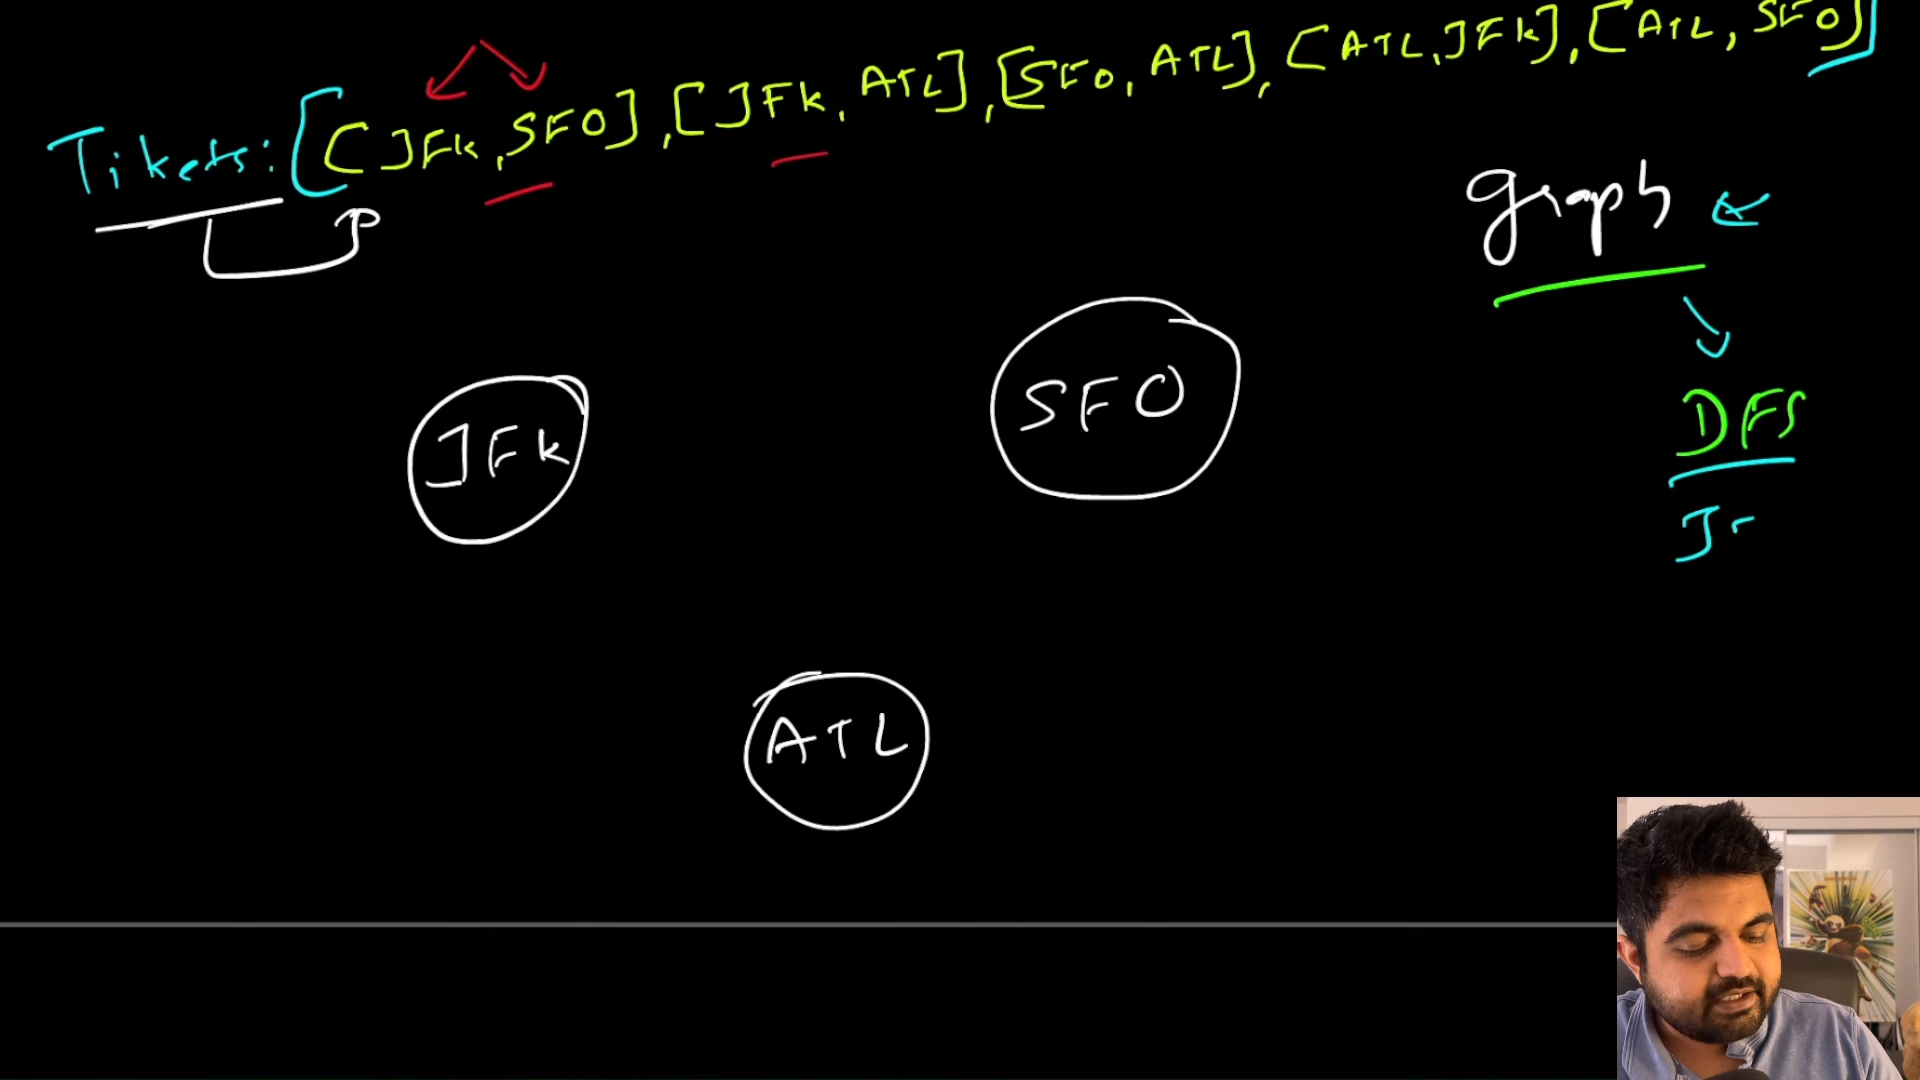 Tikets: [[JFK, SFO], [JFK, ATL], [SFO, ATL], [ATL, JFK], [ATL, SFO]]
graph
JFK
SFO
DFS
ATL